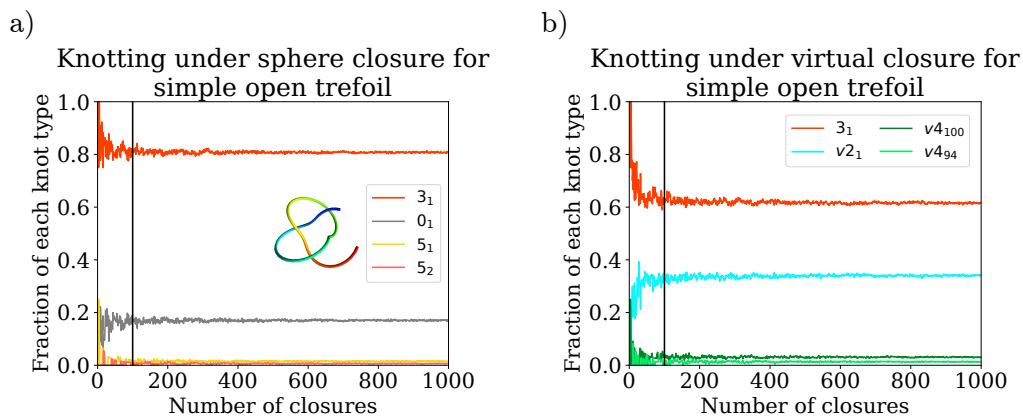 a)
Knotting under sphere closure for
simple open trefoil
Fraction of each knot type
1.0
0.8
0.6
0.4
0.2
0.0
3₁
0₁
5₁
5₂
0 200 400 600 800 1000
Number of closures
b)
Knotting under virtual closure for
simple open trefoil
Fraction of each knot type
1.0
0.8
0.6
0.4
0.2
0.0
3₁ v4₁₀₀
v2₁ v4₉₄
0 200 400 600 800 1000
Number of closures